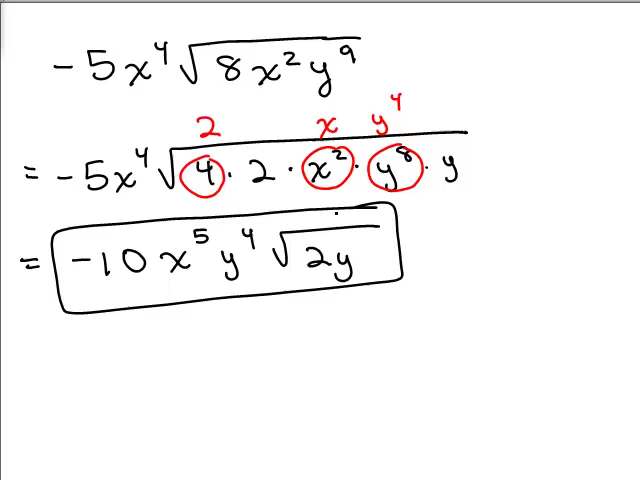 -5x⁴√8x²y⁹
2 x y⁴
= -5x⁴√4·2·x²·y⁸·y
= -10x⁵y⁴√2y